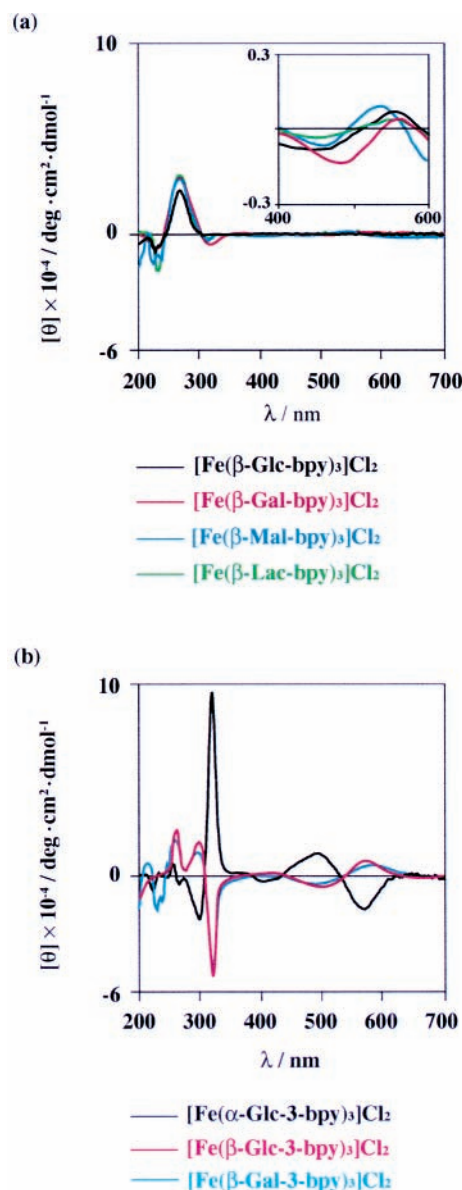 (a)
10
0.3
-0.3
400
600
0
-6
[θ] × 10⁻⁴ / deg·cm²·dmol⁻¹
200 300 400 500 600 700
λ / nm
[Fe(β-Glc-bpy)₃]Cl₂
[Fe(β-Gal-bpy)₃]Cl₂
[Fe(β-Mal-bpy)₃]Cl₂
[Fe(β-Lac-bpy)₃]Cl₂
(b)
10
0
-6
[θ] × 10⁻⁴ / deg·cm²·dmol⁻¹
200 300 400 500 600 700
λ / nm
[Fe(α-Glc-3-bpy)₃]Cl₂
[Fe(β-Glc-3-bpy)₃]Cl₂
[Fe(β-Gal-3-bpy)₃]Cl₂